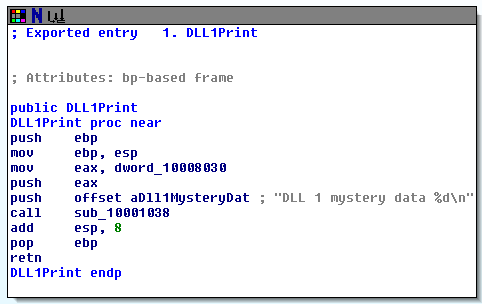 ; Exported entry   1. DLL1Print
; Attributes: bp-based frame
public DLL1Print
DLL1Print proc near
push    ebp
mov     ebp, esp
mov     eax, dword_10008030
push    eax
push    offset aDll1MysteryDat ; "DLL 1 mystery data %d\n"
call    sub_10001038
add     esp, 8
pop     ebp
retn
DLL1Print endp